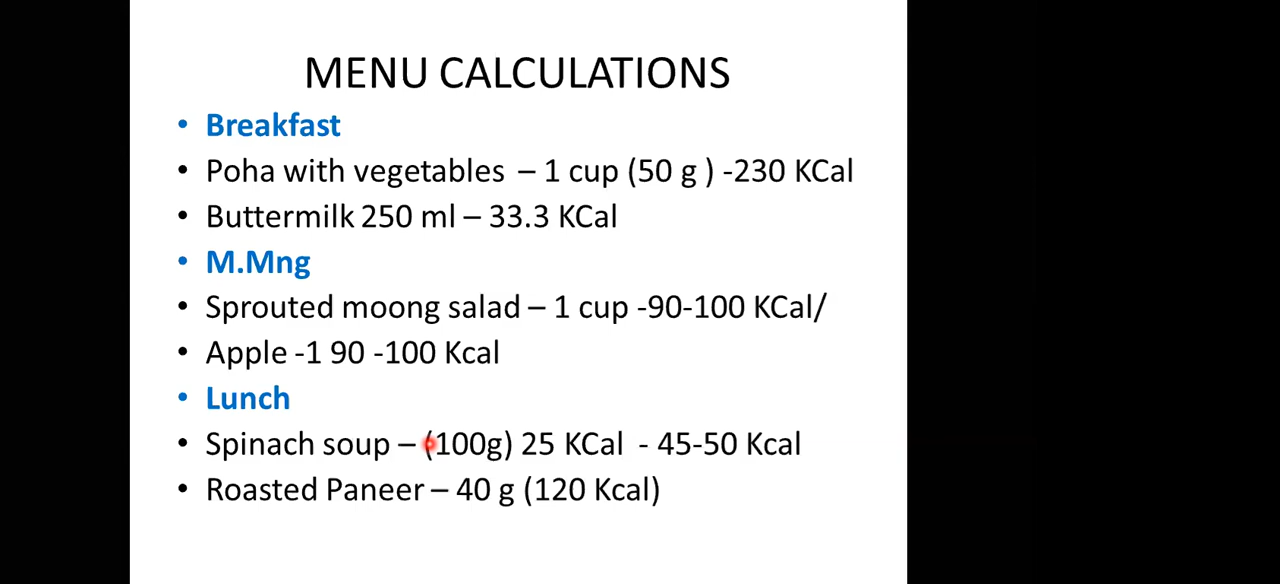 MENU CALCULATIONS
• Breakfast
• Poha with vegetables – 1 cup (50 g ) -230 KCal
• Buttermilk 250 ml – 33.3 KCal
• M.Mng
• Sprouted moong salad – 1 cup -90-100 KCal/
• Apple -1 90 -100 Kcal
• Lunch
• Spinach soup – (100g) 25 KCal - 45-50 Kcal
• Roasted Paneer – 40 g (120 Kcal)